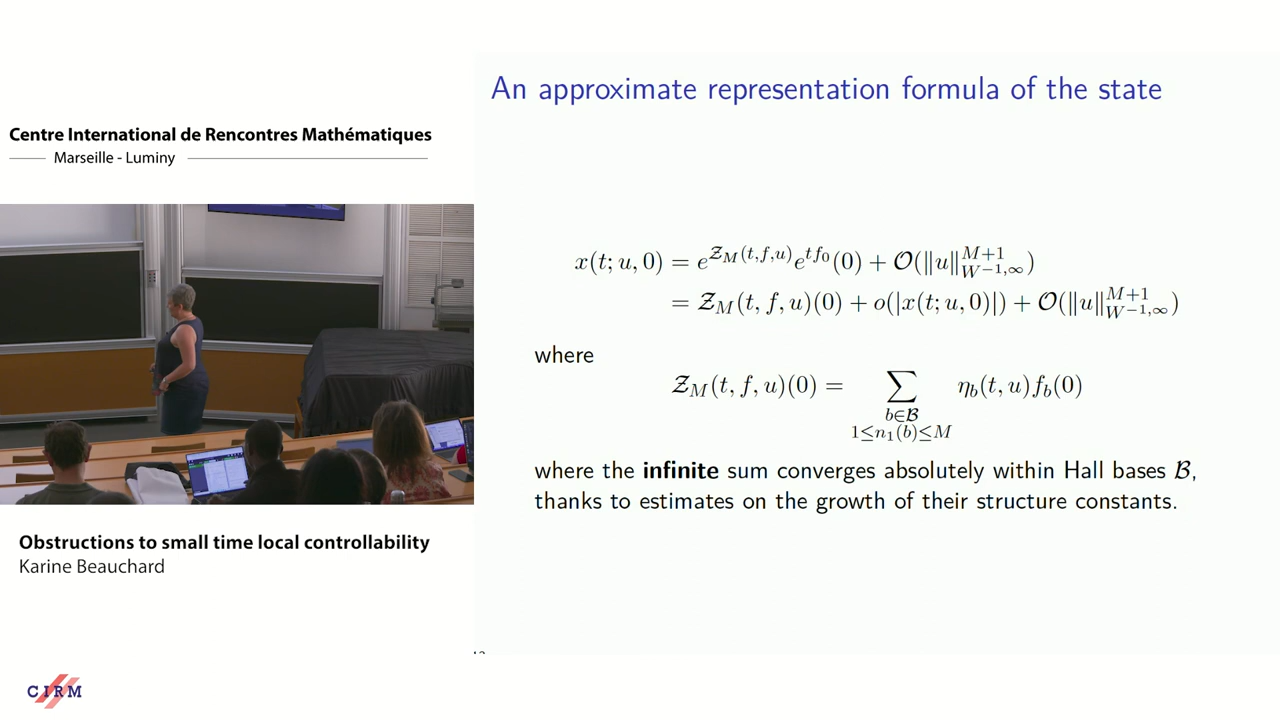 An approximate representation formula of the state
Centre International de Rencontres Mathématiques
Marseille - Luminy
x(t; u, 0) = e^{𝒵_M(t,f,u)} e^{tf_0}(0) + 𝒪(‖u‖^{M+1}_{W^{-1,∞}})
= 𝒵_M(t, f, u)(0) + o(|x(t; u, 0)|) + 𝒪(‖u‖^{M+1}_{W^{-1,∞}})
where
𝒵_M(t, f, u)(0) = ∑_{b∈ℬ, 1≤n_1(b)≤M} η_b(t, u)f_b(0)
where the infinite sum converges absolutely within Hall bases ℬ,
thanks to estimates on the growth of their structure constants.
Obstructions to small time local controllability
Karine Beauchard
CIRM